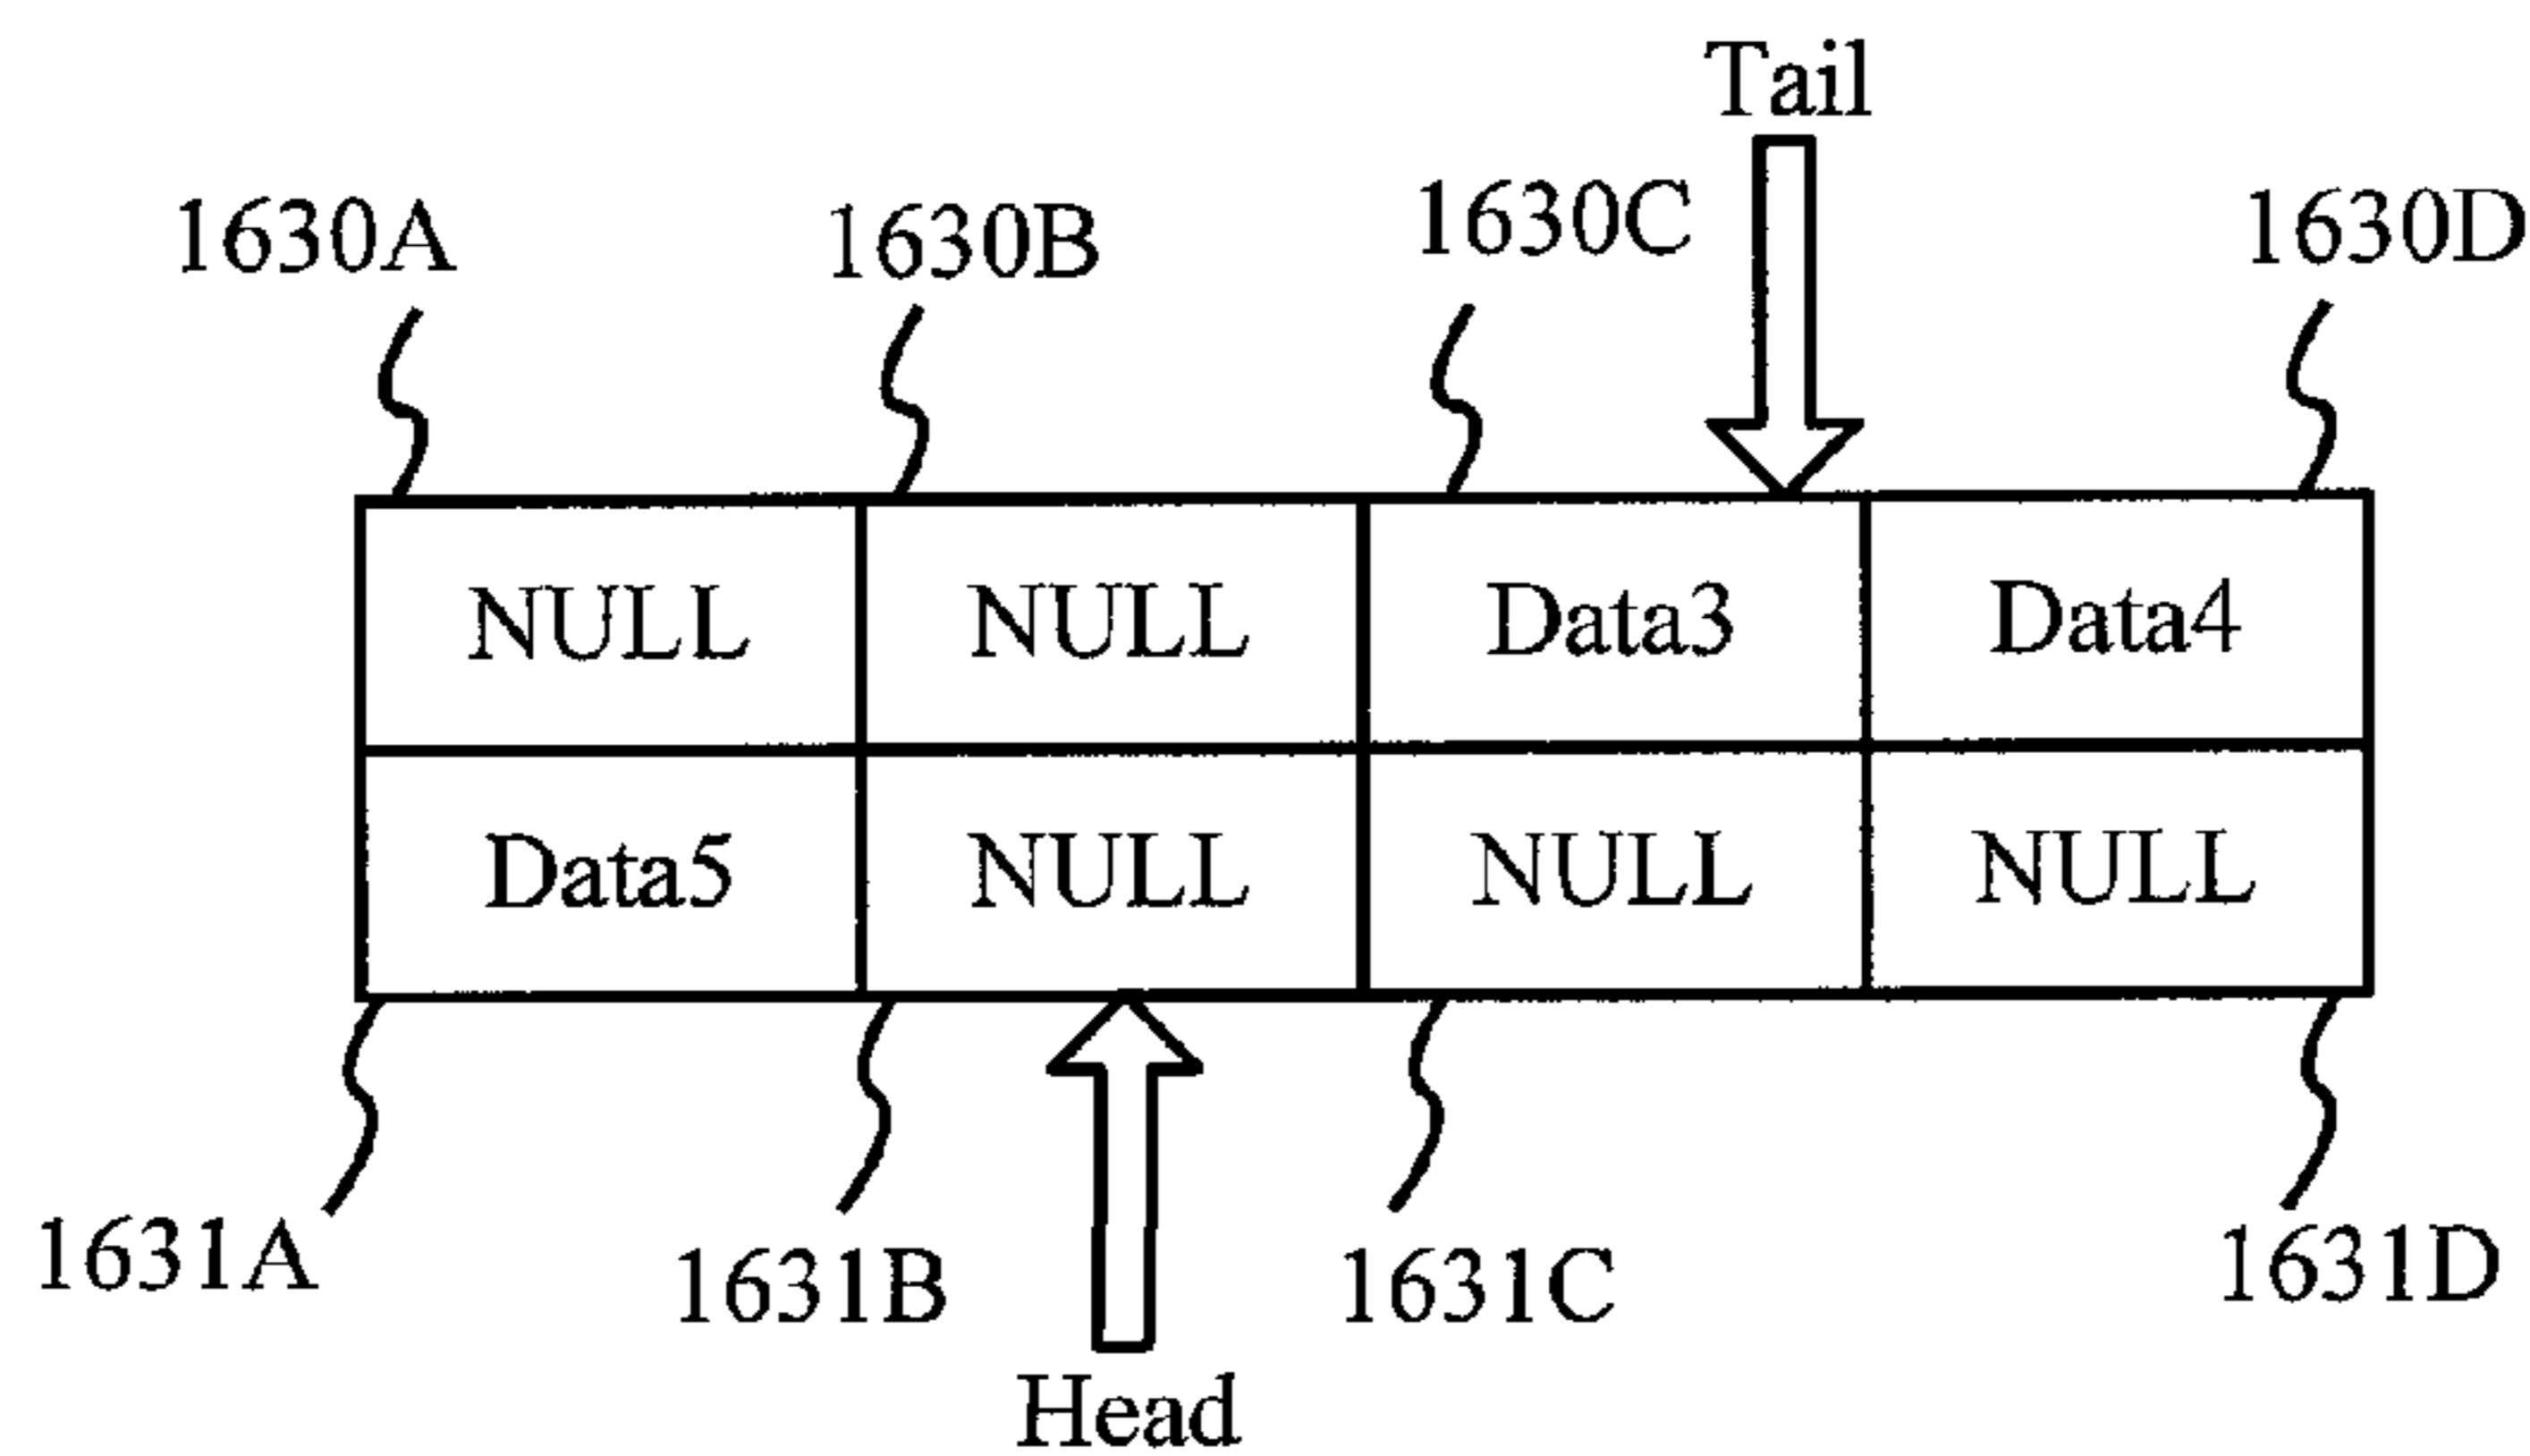 Tail
1630A 1630B 1630C 1630D
NULL NULL Data3 Data4
Data5 NULL NULL NULL
1631A 1631B 1631C 1631D
Head